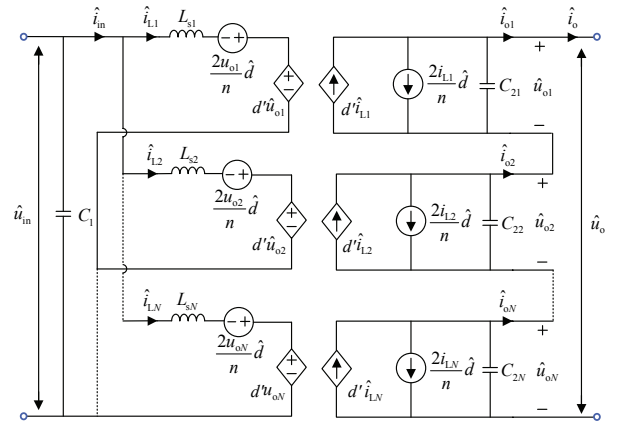 î_in î_L1 L_s1 − + (2u_o1/n)d̂ + − d′û_o1 d′î_L1 (2i_L1/n)d̂ C_21 î_o1 î_o + û_o1 −
î_L2 L_s2 − + (2u_o2/n)d̂ + − d′û_o2 d′î_L2 (2i_L2/n)d̂ C_22 î_o2 + û_o2 −
û_in C_1 û_o
î_LN L_sN − + (2u_oN/n)d̂ + − d′u_oN d′î_LN (2i_LN/n)d̂ C_2N î_oN + û_oN −